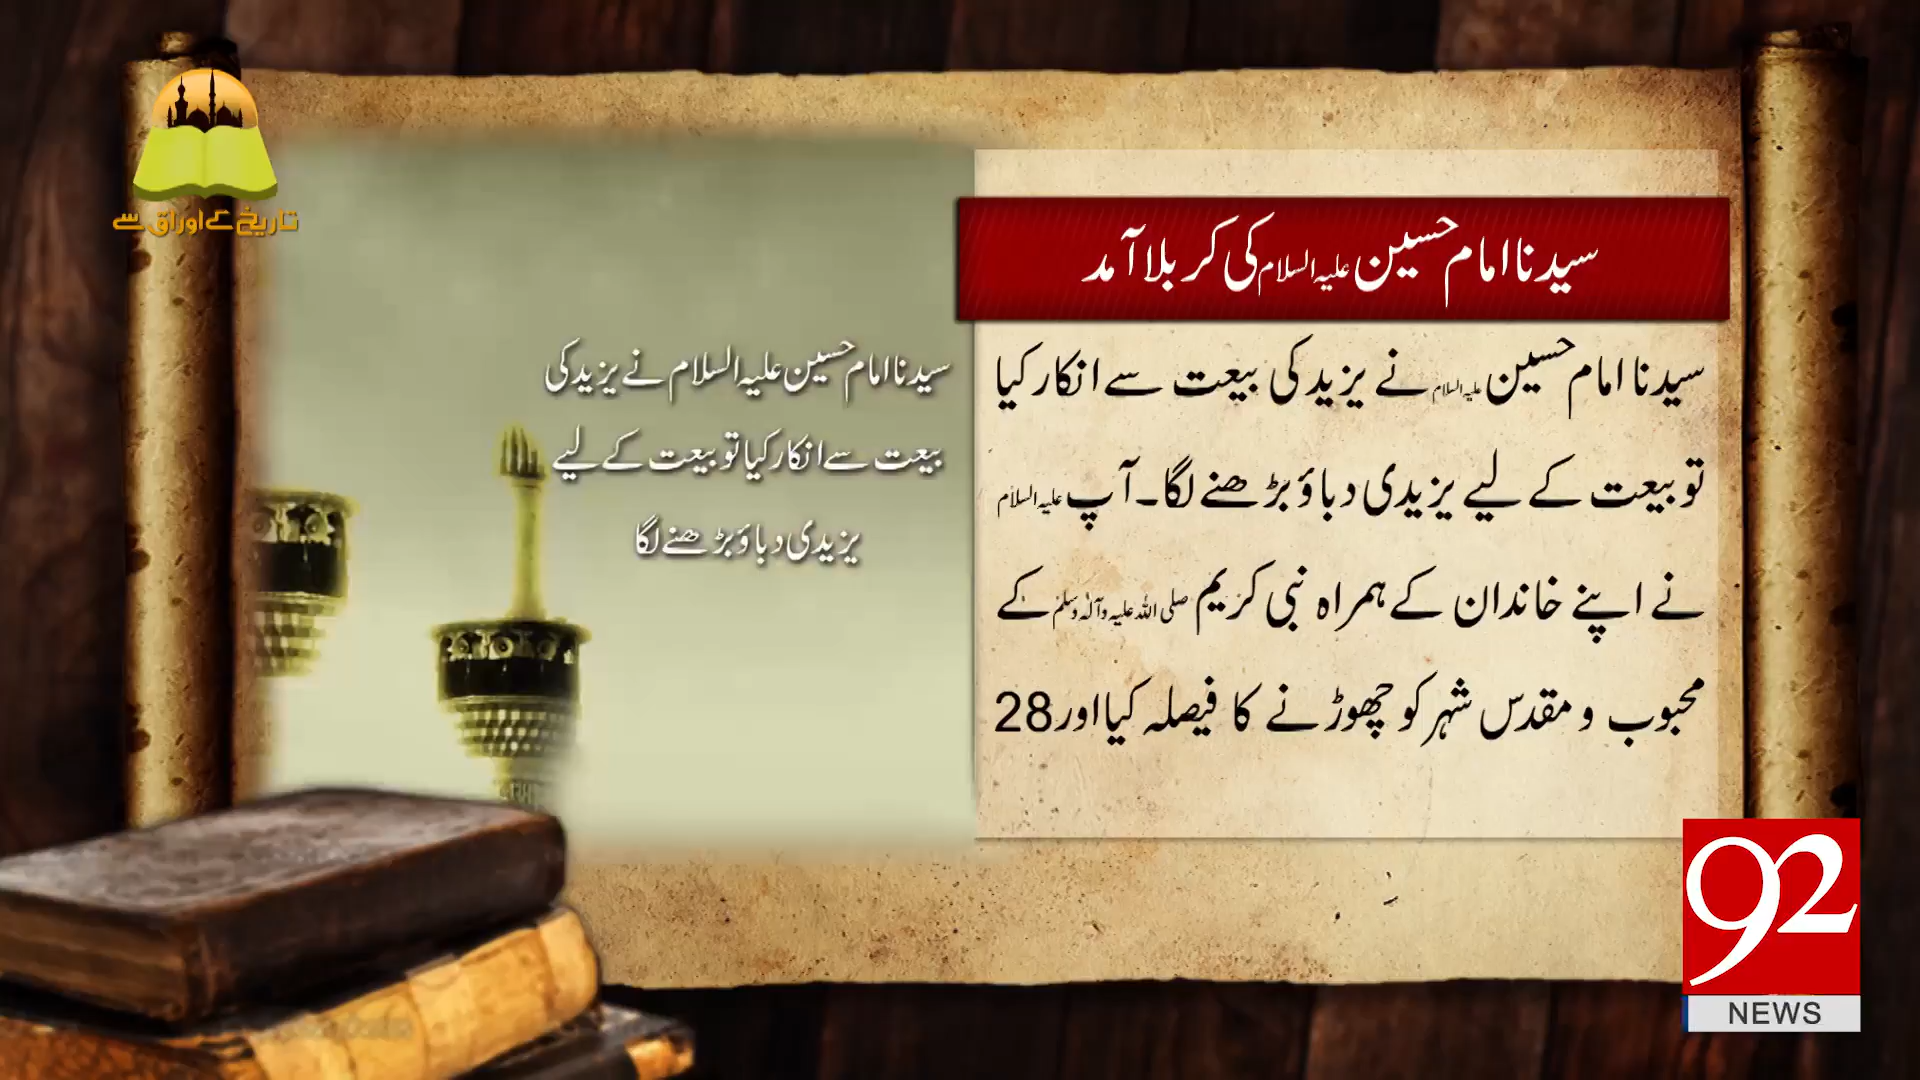 تاریخ کے اوراق سے
سیدنا امام حسین علیہ السلام کی کربلا آمد
سیدنا امام حسین علیہ السلام نے یزید کی بیعت سے انکار کیا
تو بیعت کے لیے یزیدی دباؤ بڑھنے لگا۔ آپ علیہ السلام
نے اپنے خاندان کے ہمراہ نبی کریم صلی اللہ علیہ وآلہ وسلم کے
محبوب و مقدس شہر کو چھوڑنے کا فیصلہ کیا اور 28
سیدنا امام حسین علیہ السلام نے یزید کی
بیعت سے انکار کیا تو بیعت کے لیے
یزیدی دباؤ بڑھنے لگا
92
NEWS